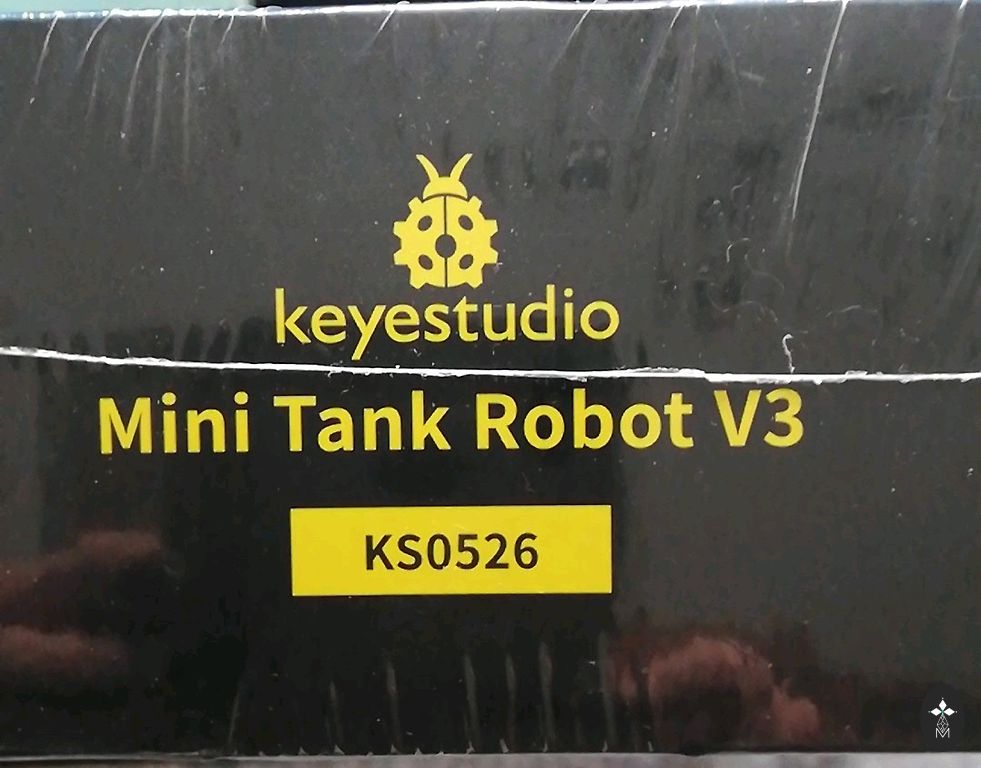 keyestudio
Mini Tank Robot V3
KS0526
M